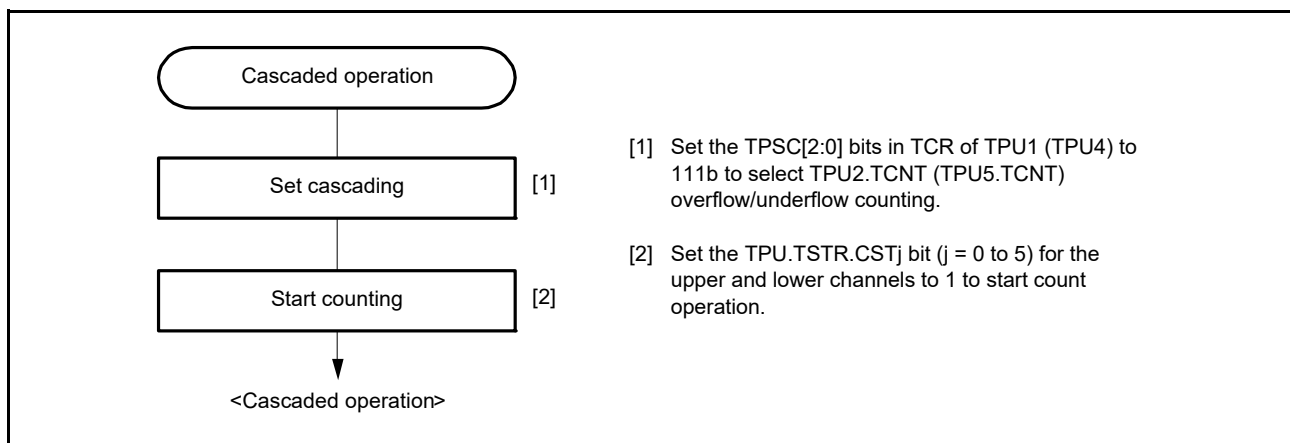 Cascaded operation
Set cascading [1]
Start counting [2]
<Cascaded operation>
[1] Set the TPSC[2:0] bits in TCR of TPU1 (TPU4) to
111b to select TPU2.TCNT (TPU5.TCNT)
overflow/underflow counting.
[2] Set the TPU.TSTR.CSTj bit (j = 0 to 5) for the
upper and lower channels to 1 to start count
operation.